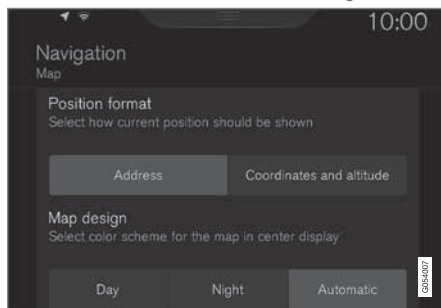 10:00
Navigation
Map
Position format
Select how current position should be shown
Address
Coordinates and altitude
Map design
Select color scheme for the map in center display
Day
Night
Automatic
G054007